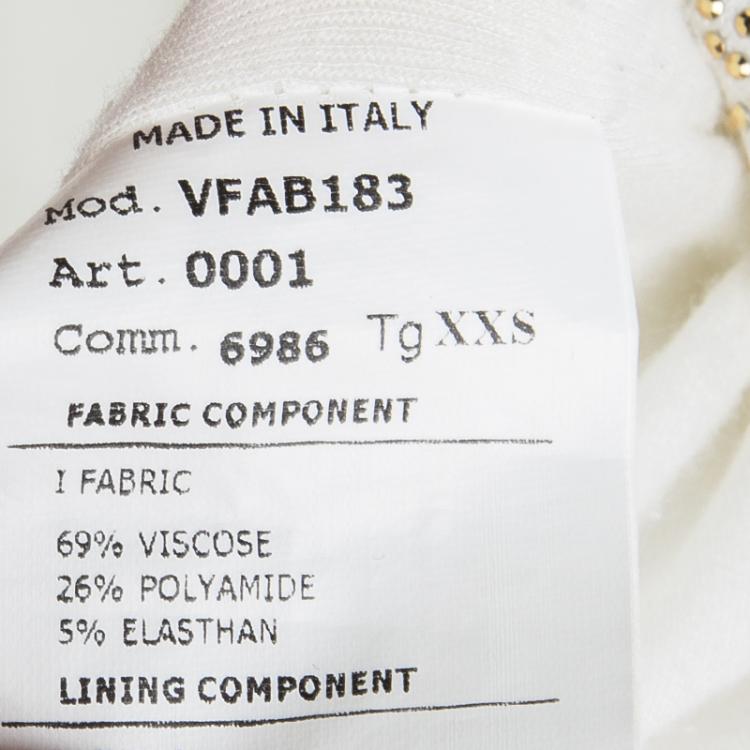 MADE IN ITALY
Mod. VFAB183
Art. 0001
Comm. 6986 Tg XXS
FABRIC COMPONENT
I FABRIC
69% VISCOSE
26% POLYAMIDE
5% ELASTHAN
LINING COMPONENT